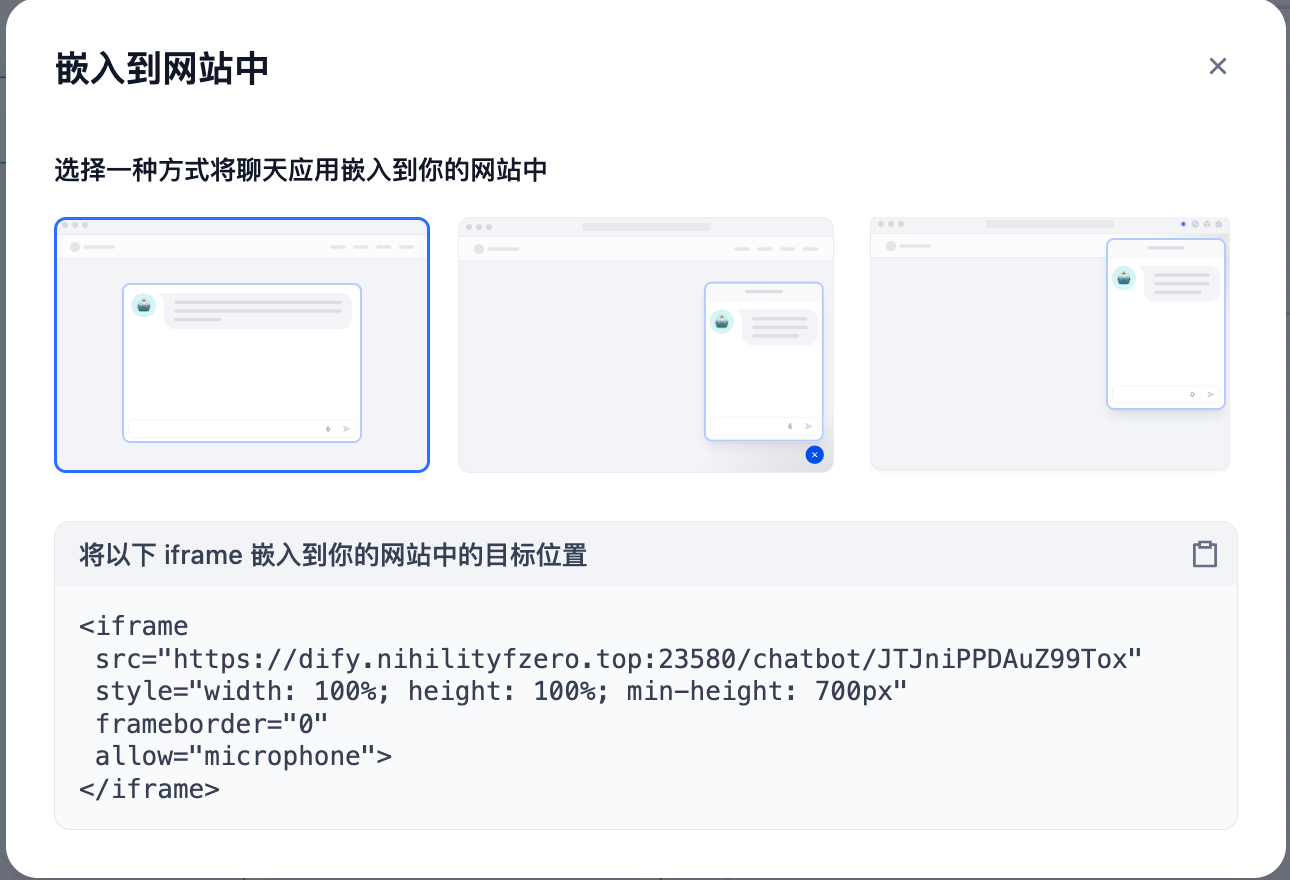 嵌入到网站中
选择一种方式将聊天应用嵌入到你的网站中
将以下 iframe 嵌入到你的网站中的目标位置
<iframe
 src="https://dify.nihilityfzero.top:23580/chatbot/JTJniPPDAuZ99Tox"
 style="width: 100%; height: 100%; min-height: 700px"
 frameborder="0"
 allow="microphone">
</iframe>